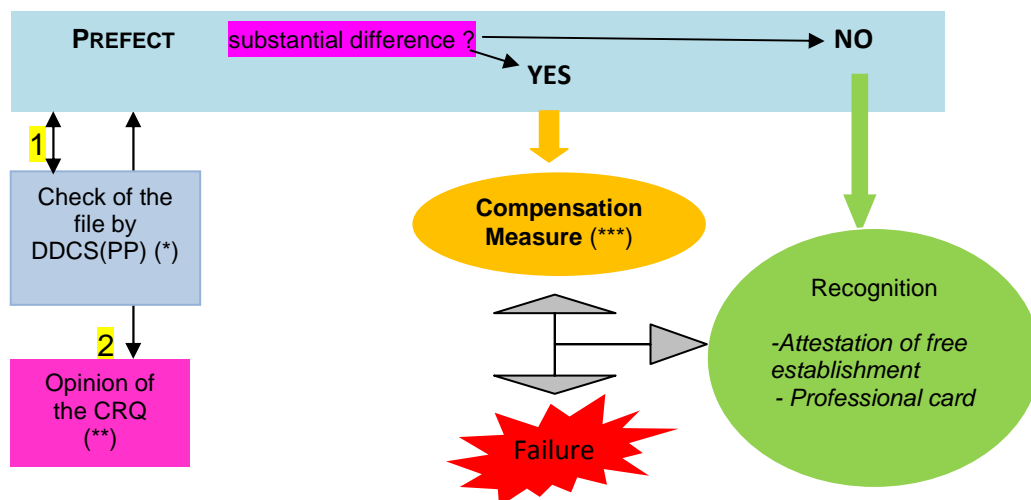 PREFECT substantial difference ? NO
YES
1
Check of the
file by
DDCS(PP) (*)
2
Opinion of
the CRQ
(**)
Compensation
Measure (***)
Failure
Recognition
-Attestation of free
establishment
- Professional card